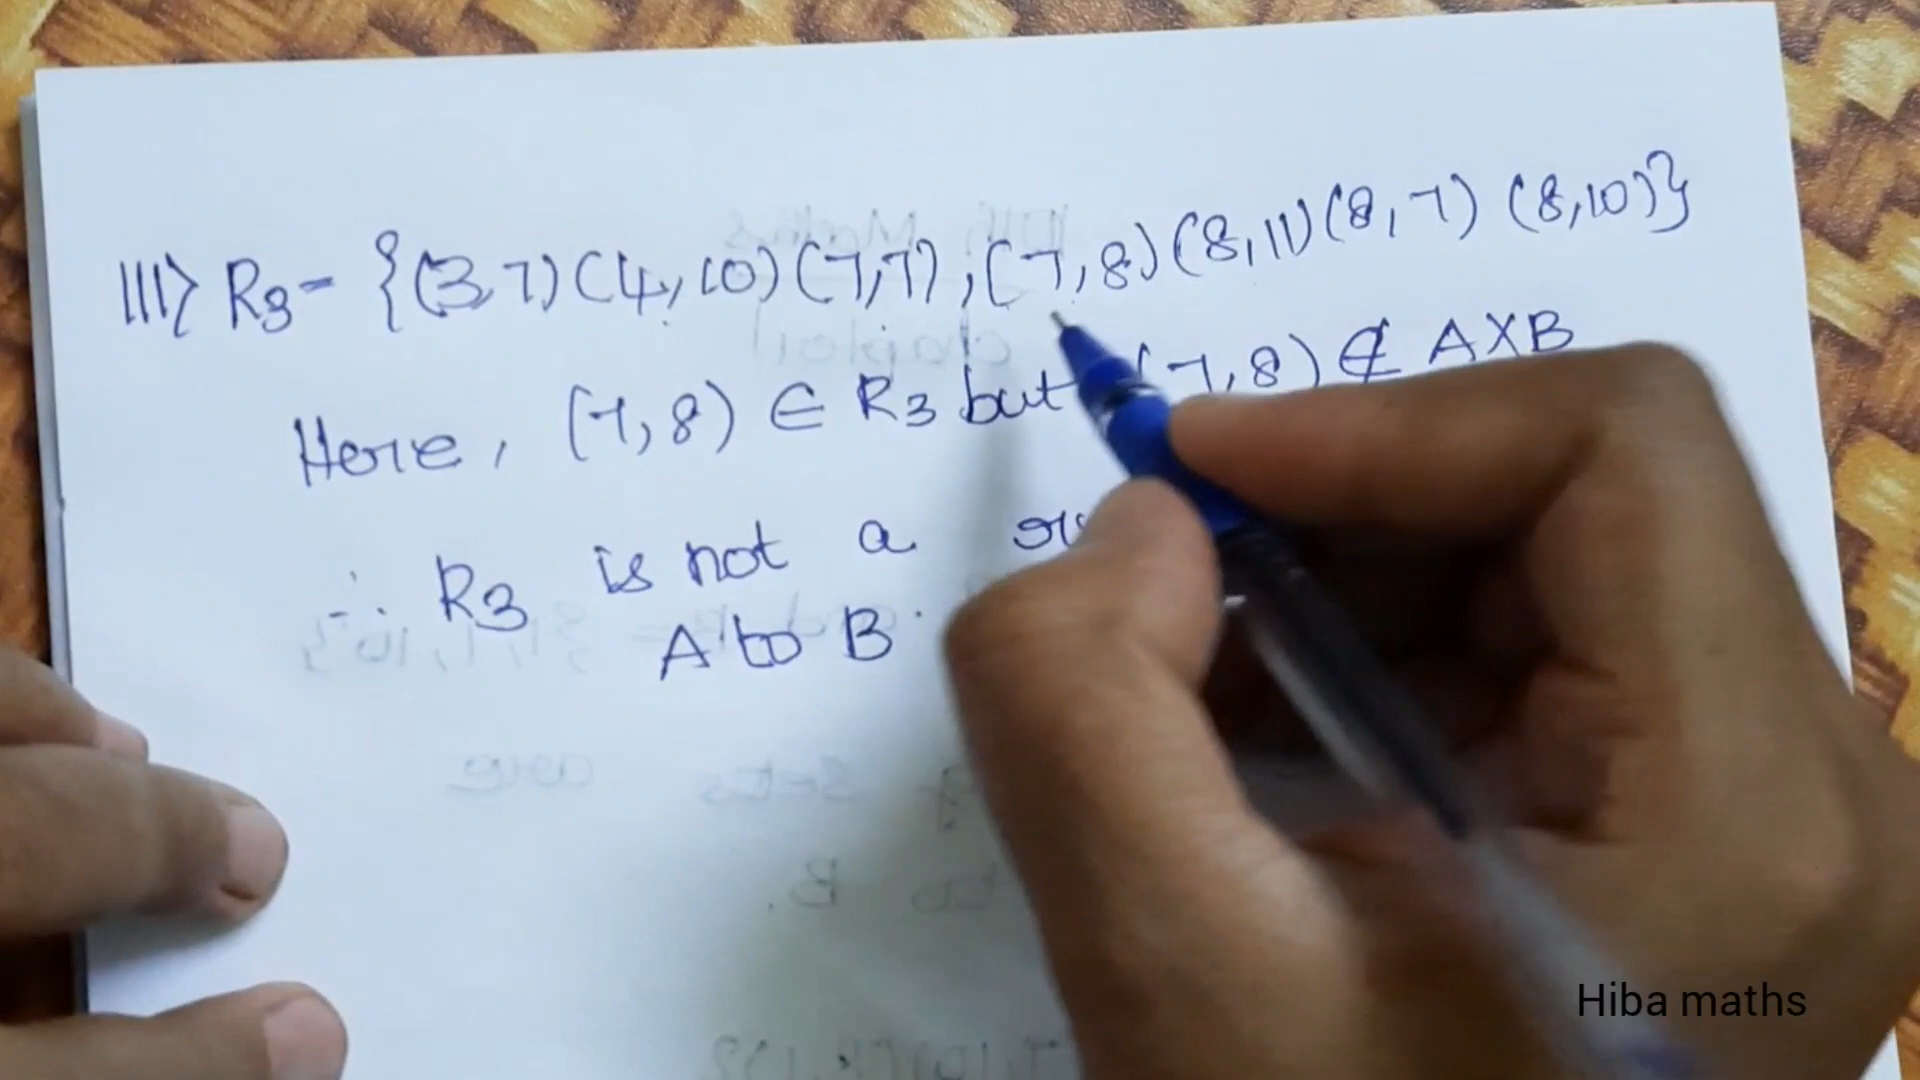 III> R3 = {(3,7)(4,10)(7,7),(7,8)(8,11)(8,7) (8,10)}
Here, (7,8) ∈ R3 but (7,8) ∉ A×B
∴ R3 is not a
A to B
Hiba maths